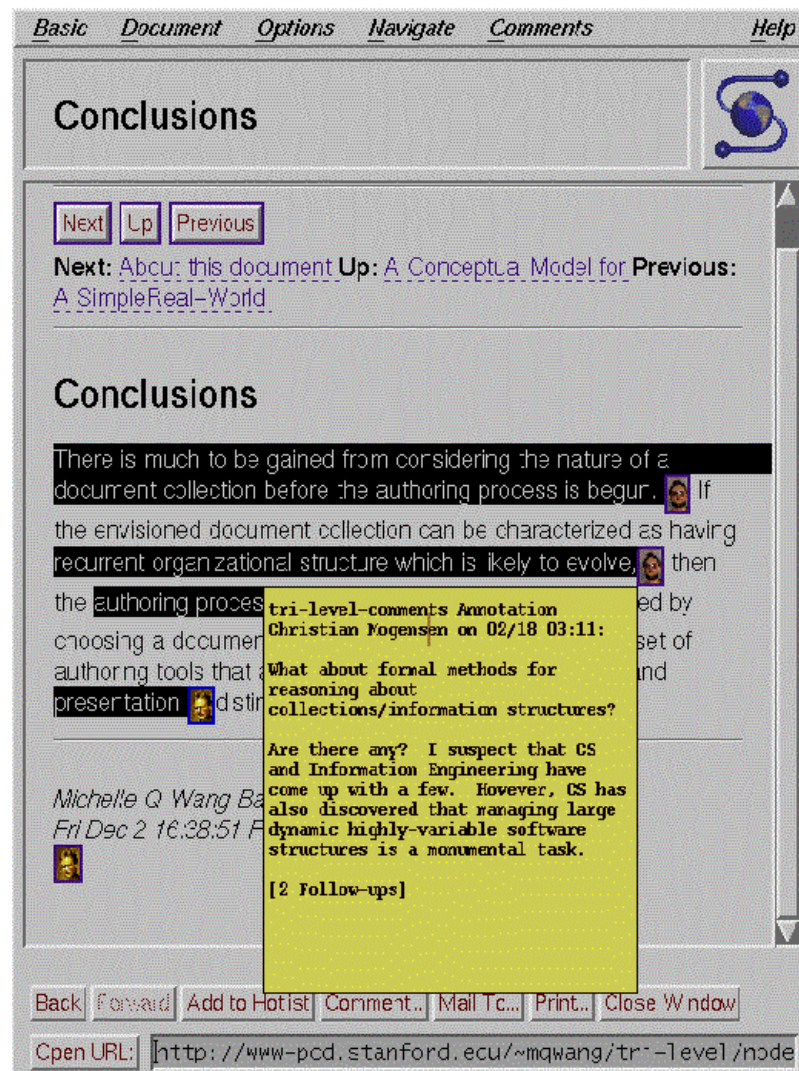 Basic Document Options Navigate Comments Help
Conclusions
Next Up Previous
Next: About this document Up: A Conceptual Model for Previous:
A SimpleReal-World
Conclusions
There is much to be gained from considering the nature of a
document collection before the authoring process is begun. If
the envisioned document collection can be characterized as having
recurrent organizational structure which is likely to evolve, then
the authoring proces ed by
choosing a documen set of
authoring tools that a nd
presentation distin
tri-level-comments Annotation
Christian Mogensen on 02/18 03:11:
What about formal methods for
reasoning about
collections/information structures?
Are there any? I suspect that CS
and Information Engineering have
come up with a few. However, CS has
also discovered that managing large
dynamic highly-variable software
structures is a monumental task.
[2 Follow-ups]
Michelle Q Wang Ba
Fri Dec 2 16:38:51 P
Back Forward Add to Hotlist Comment... Mail To... Print... Close Window
Open URL: http://www-pcd.stanford.edu/~mqwang/tri-level/node